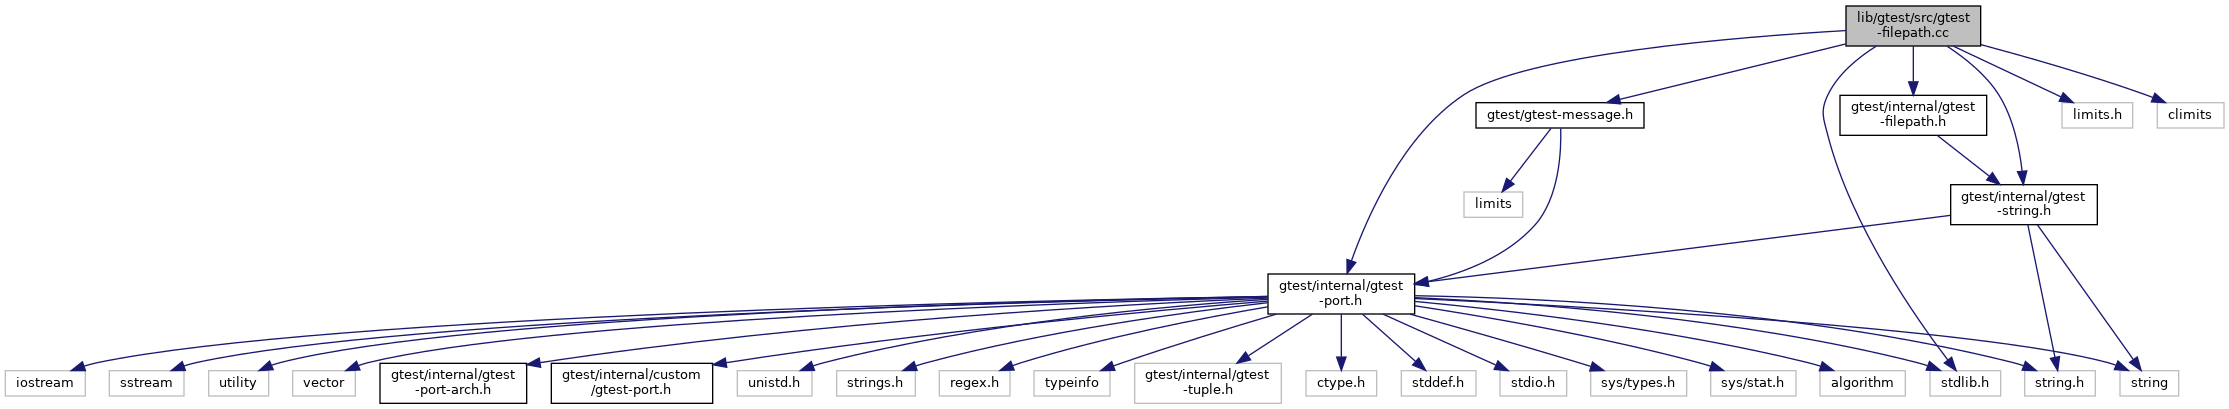 lib/gtest/src/gtest
-filepath.cc
gtest/gtest-message.h
gtest/internal/gtest
-filepath.h
limits.h
climits
limits
gtest/internal/gtest
-string.h
gtest/internal/gtest
-port.h
iostream
sstream
utility
vector
gtest/internal/gtest
-port-arch.h
gtest/internal/custom
/gtest-port.h
unistd.h
strings.h
regex.h
typeinfo
gtest/internal/gtest
-tuple.h
ctype.h
stddef.h
stdio.h
sys/types.h
sys/stat.h
algorithm
stdlib.h
string.h
string